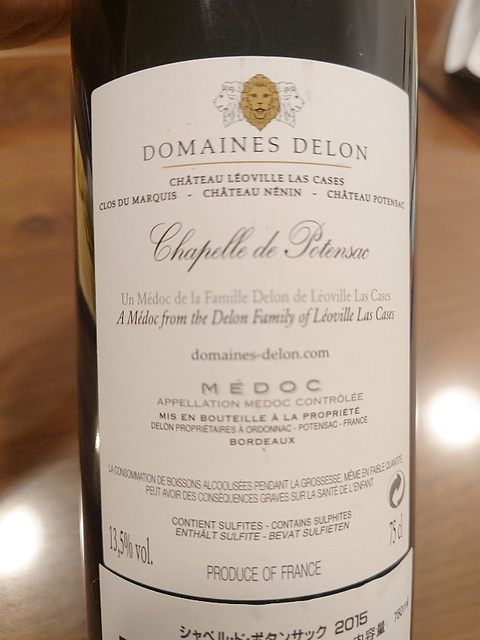 DOMAINES DELON
CHÂTEAU LÉOVILLE LAS CASES
CLOS DU MARQUIS - CHÂTEAU NÉNIN - CHÂTEAU POTENSAC
Chapelle de Potensac
Un Médoc de la Famille Delon de Léoville Las Cases
A Médoc from the Delon Family of Léoville Las Cases
domaines-delon.com
MÉDOC
APPELLATION MÉDOC CONTRÔLÉE
MIS EN BOUTEILLE À LA PROPRIÉTÉ
DELON PROPRIÉTAIRES À ORDONNAC - POTENSAC - FRANCE
BORDEAUX
LA CONSOMMATION DE BOISSONS ALCOOLISÉES PENDANT LA GROSSESSE, MÊME EN FAIBLE QUANTITÉ,
PEUT AVOIR DES CONSÉQUENCES GRAVES SUR LA SANTÉ DE L'ENFANT
CONTIENT SULFITES - CONTAINS SULPHITES
ENTHÄLT SULFITE - BEVAT SULFIETEN
13,5% vol.
75 cl
PRODUCE OF FRANCE
シャペル・ド・ポタンサック 2015
内容量: 750ml